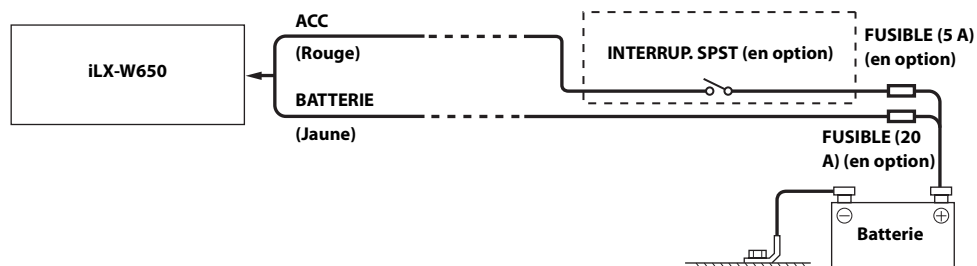 ACC
(Rouge)
iLX-W650
BATTERIE
(Jaune)
INTERRUP. SPST (en option)
FUSIBLE (5 A)
(en option)
FUSIBLE (20
A) (en option)
Batterie